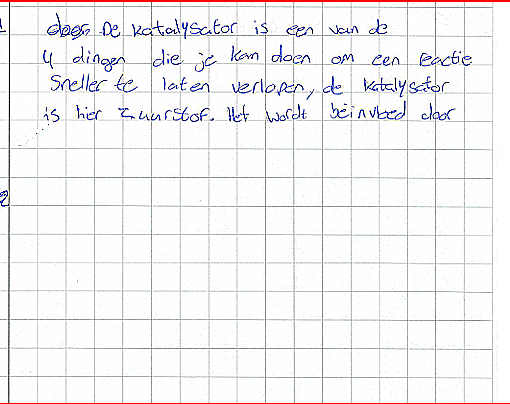 1 door De katalysator is een van de
4 dingen die je kan doen om een reactie
sneller te laten verlopen, de katalysator
is hier zuurstof. Het wordt beïnvloed door
2